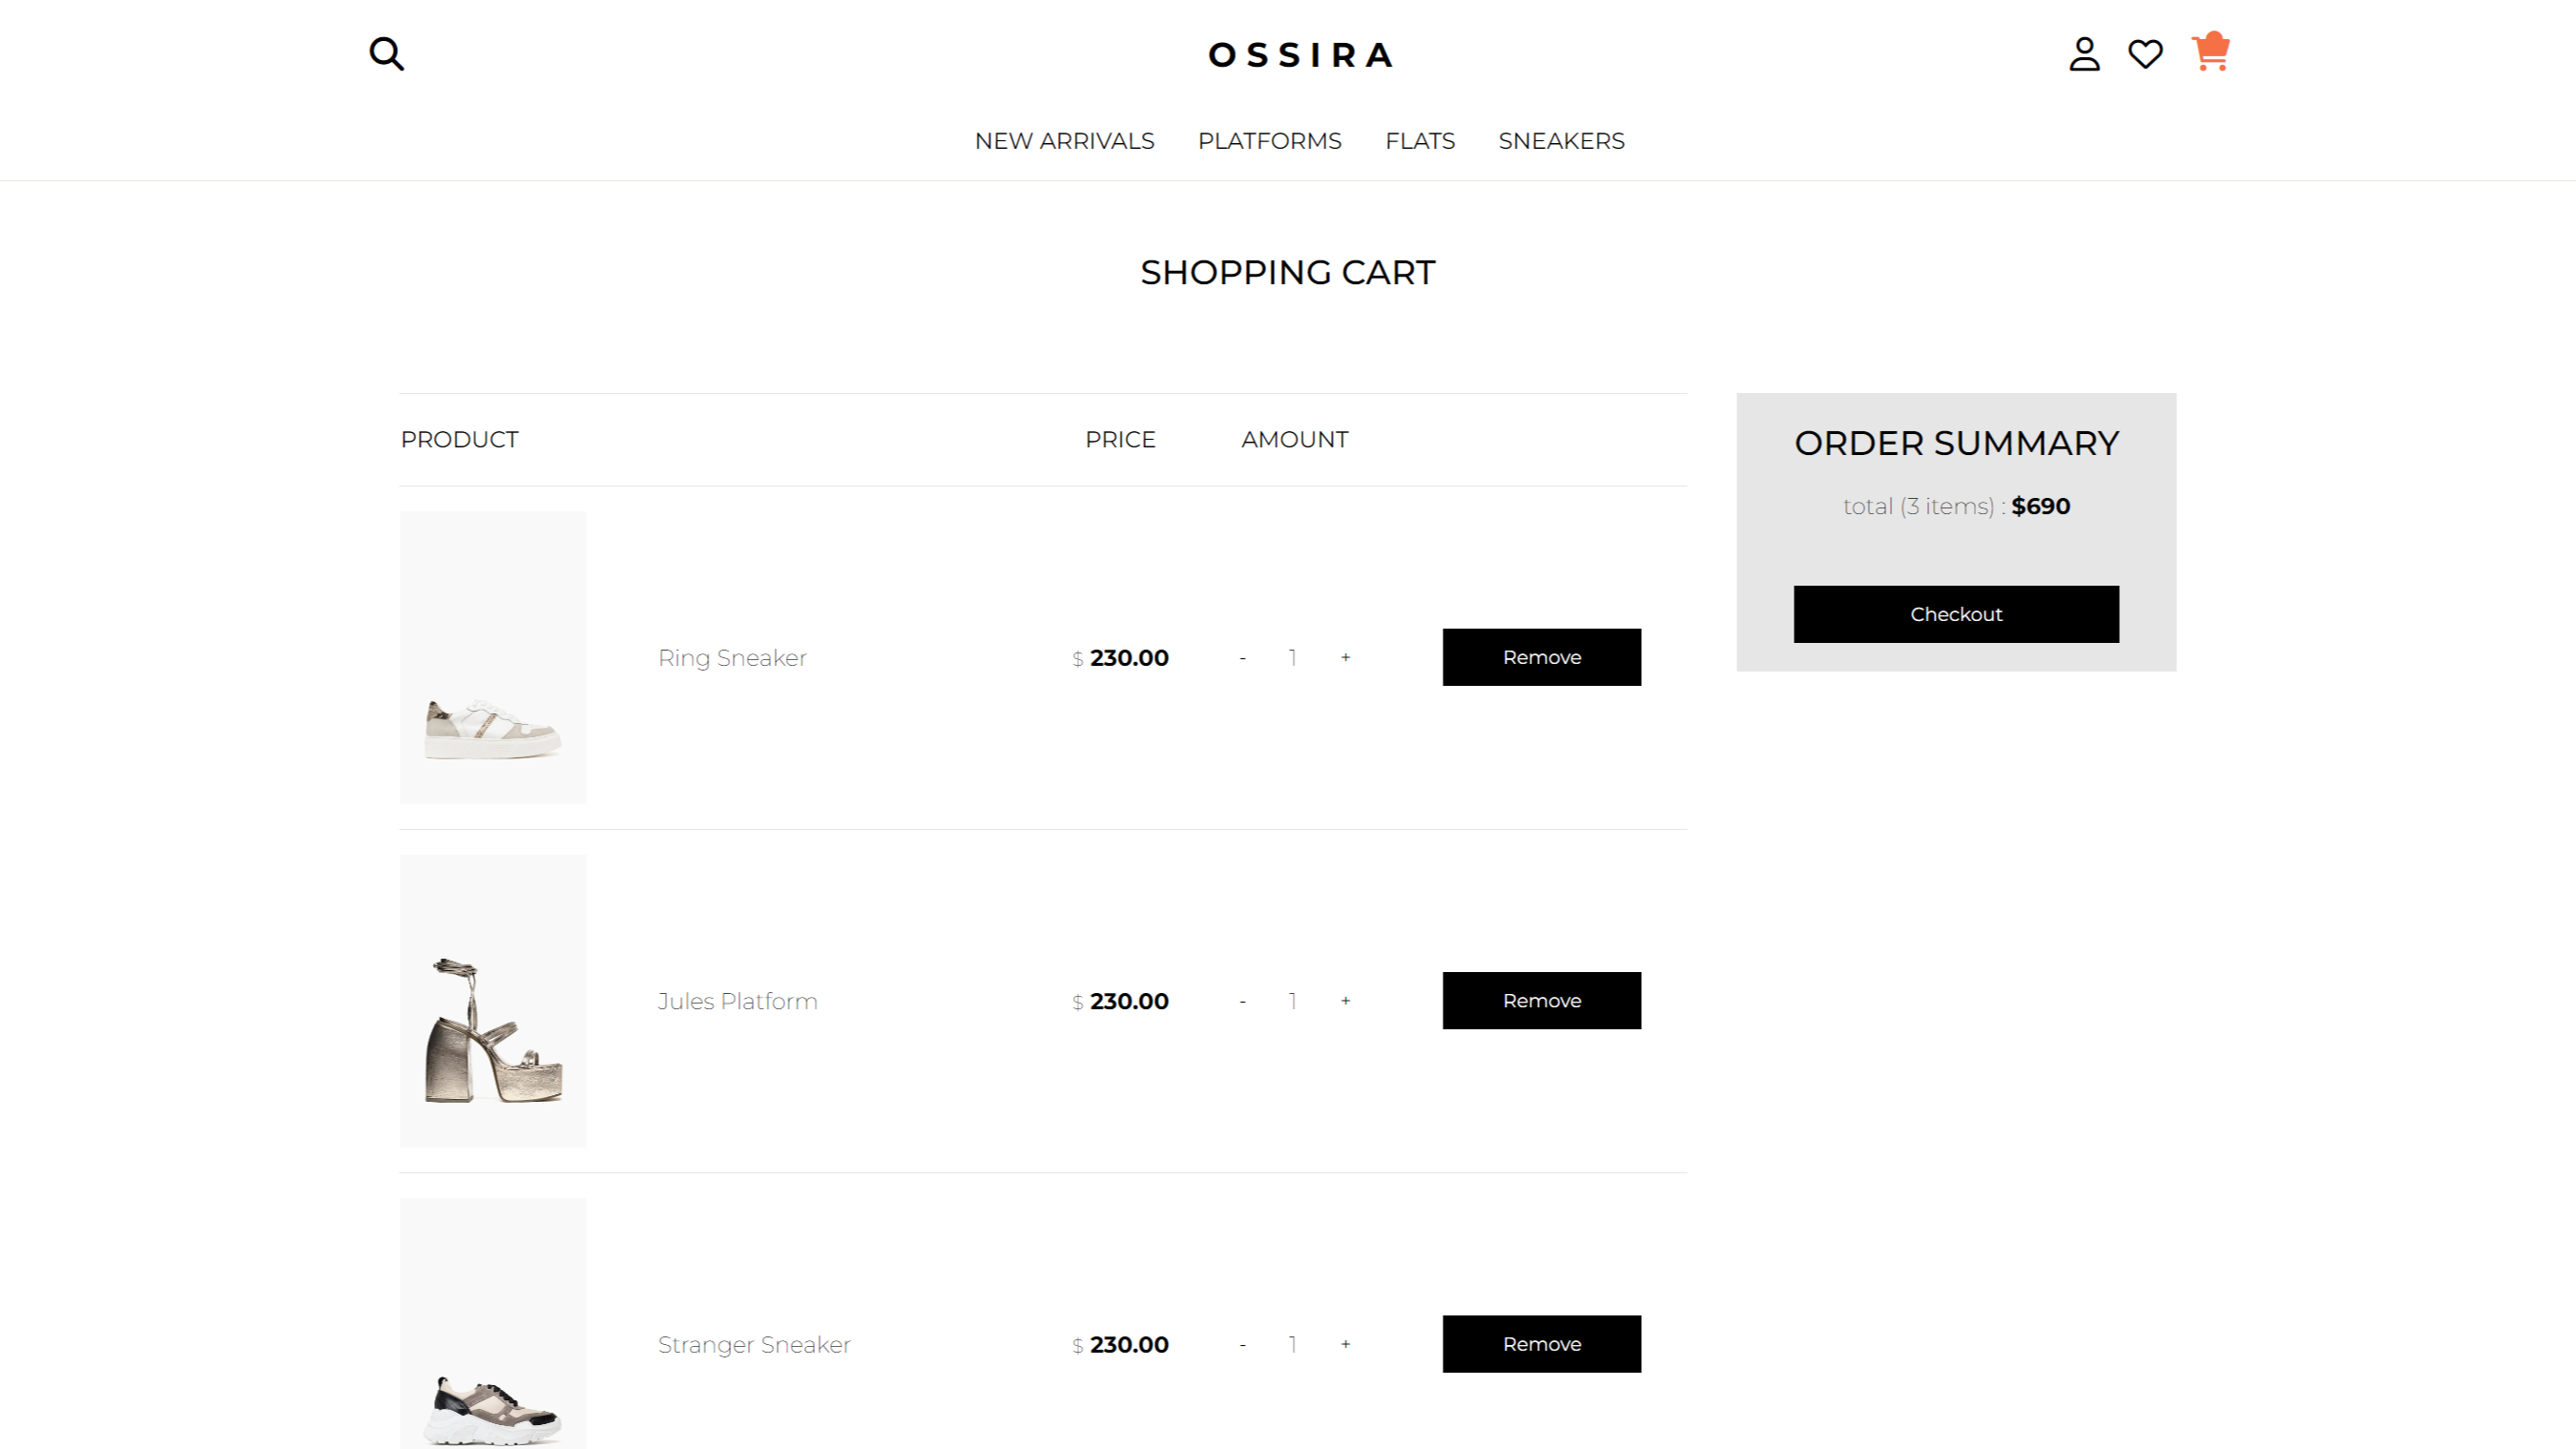 OSSIRA
NEW ARRIVALS PLATFORMS FLATS SNEAKERS
SHOPPING CART
PRODUCT PRICE AMOUNT
Ring Sneaker $ 230.00 - 1 + Remove
Jules Platform $ 230.00 - 1 + Remove
Stranger Sneaker $ 230.00 - 1 + Remove
ORDER SUMMARY
total (3 items) : $690
Checkout